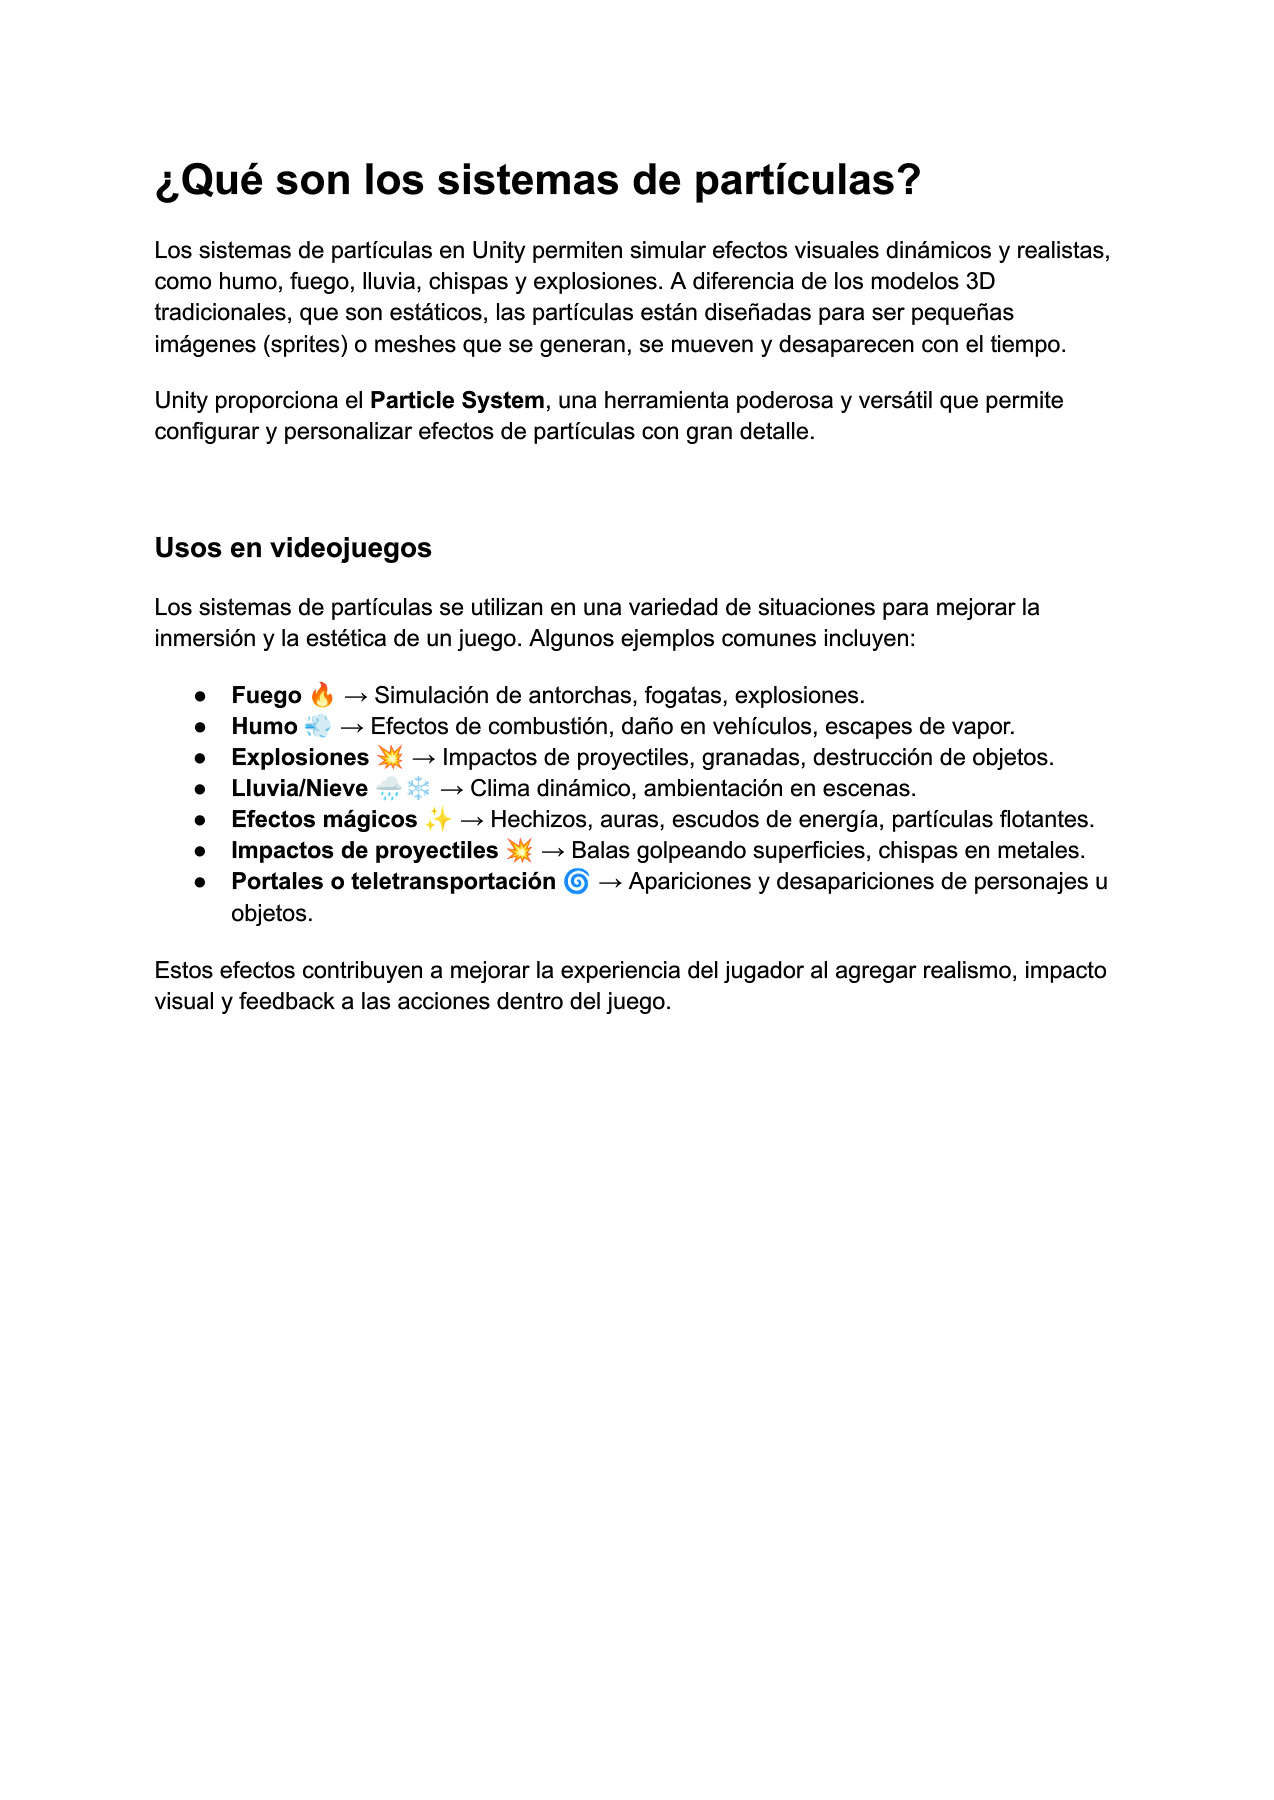 ¿Qué son los sistemas de partículas?
Los sistemas de partículas en Unity permiten simular efectos visuales dinámicos y realistas,
como humo, fuego, lluvia, chispas y explosiones. A diferencia de los modelos 3D
tradicionales, que son estáticos, las partículas están diseñadas para ser pequeñas
imágenes (sprites) o meshes que se generan, se mueven y desaparecen con el tiempo.
Unity proporciona el Particle System, una herramienta poderosa y versátil que permite
configurar y personalizar efectos de partículas con gran detalle.
Usos en videojuegos
Los sistemas de partículas se utilizan en una variedad de situaciones para mejorar la
inmersión y la estética de un juego. Algunos ejemplos comunes incluyen:
● Fuego 🔥 → Simulación de antorchas, fogatas, explosiones.
● Humo 💨 → Efectos de combustión, daño en vehículos, escapes de vapor.
● Explosiones 💥 → Impactos de proyectiles, granadas, destrucción de objetos.
● Lluvia/Nieve 🌧️❄️ → Clima dinámico, ambientación en escenas.
● Efectos mágicos ✨ → Hechizos, auras, escudos de energía, partículas flotantes.
● Impactos de proyectiles 💥 → Balas golpeando superficies, chispas en metales.
● Portales o teletransportación 🌀 → Apariciones y desapariciones de personajes u
objetos.
Estos efectos contribuyen a mejorar la experiencia del jugador al agregar realismo, impacto
visual y feedback a las acciones dentro del juego.